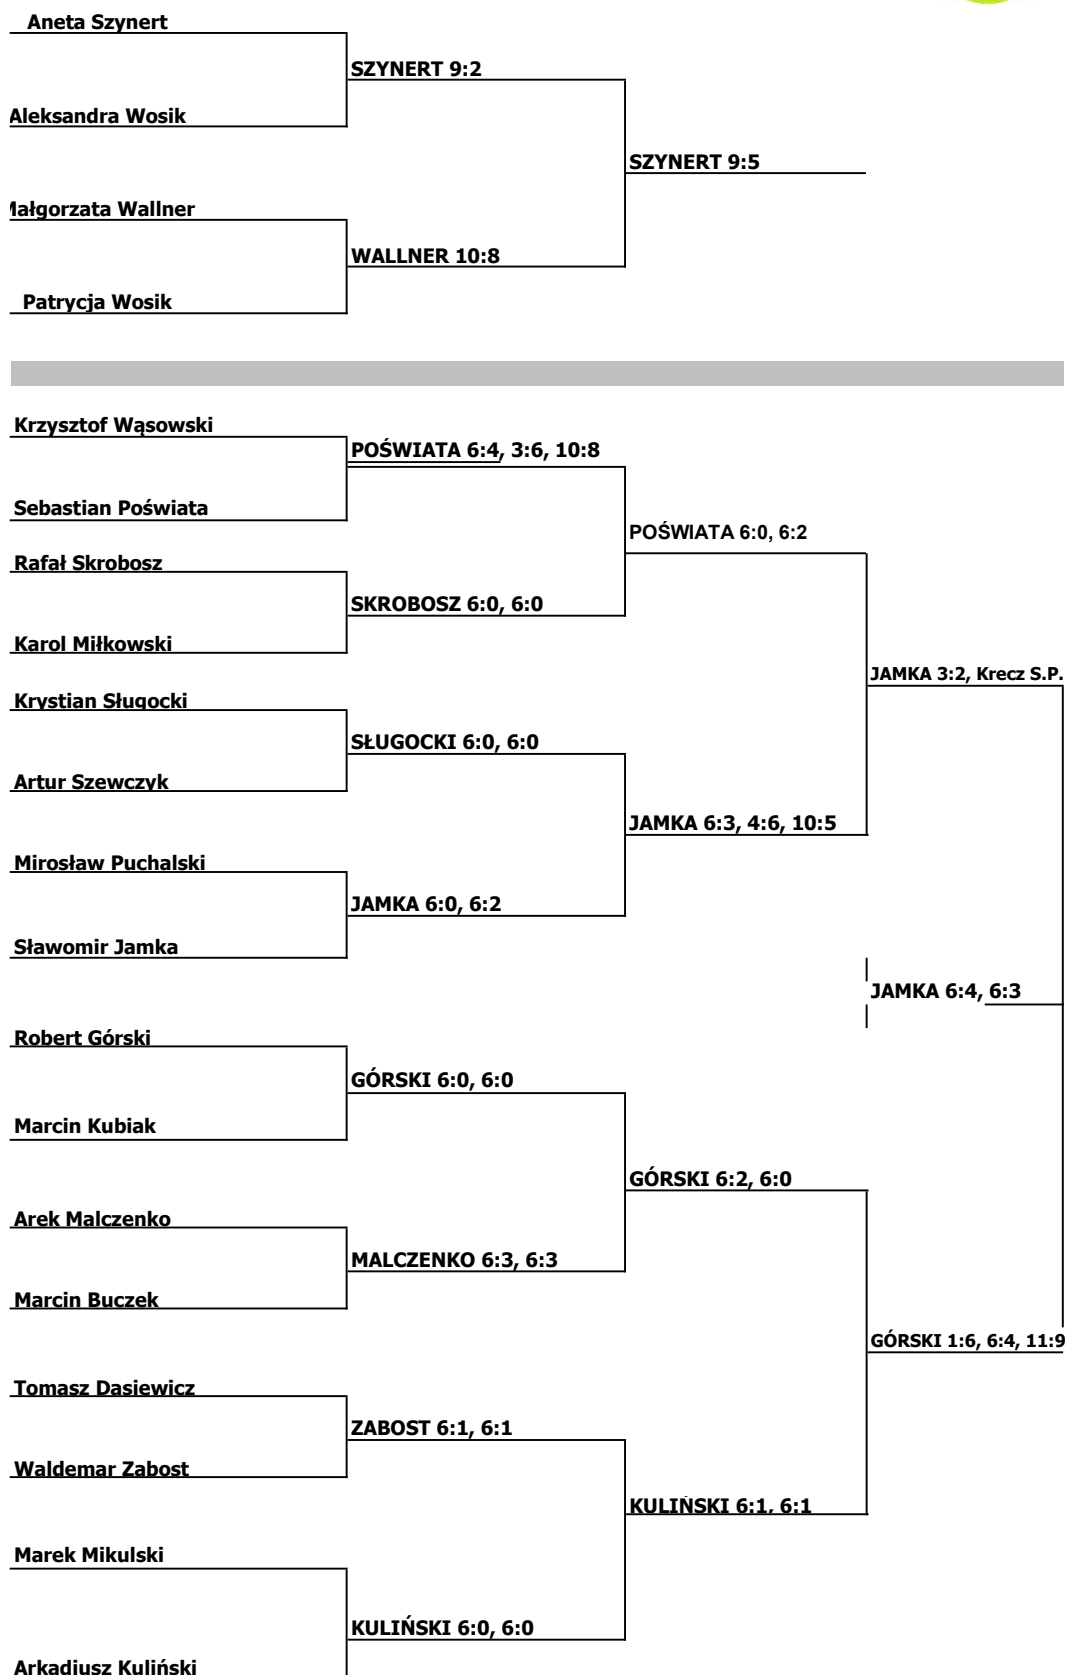 Aneta Szynert
SZYNERT 9:2
Aleksandra Wosik
SZYNERT 9:5
Małgorzata Wallner
WALLNER 10:8
Patrycja Wosik
Krzysztof Wąsowski
POŚWIATA 6:4, 3:6, 10:8
Sebastian Poświata
POŚWIATA 6:0, 6:2
Rafał Skrobosz
SKROBOSZ 6:0, 6:0
Karol Miłkowski
JAMKA 3:2, Krecz S.P.
Krystian Sługocki
SŁUGOCKI 6:0, 6:0
Artur Szewczyk
JAMKA 6:3, 4:6, 10:5
Mirosław Puchalski
JAMKA 6:0, 6:2
Sławomir Jamka
JAMKA 6:4, 6:3
Robert Górski
GÓRSKI 6:0, 6:0
Marcin Kubiak
GÓRSKI 6:2, 6:0
Arek Malczenko
MALCZENKO 6:3, 6:3
Marcin Buczek
GÓRSKI 1:6, 6:4, 11:9
Tomasz Dasiewicz
ZABOST 6:1, 6:1
Waldemar Zabost
KULIŃSKI 6:1, 6:1
Marek Mikulski
KULIŃSKI 6:0, 6:0
Arkadiusz Kuliński